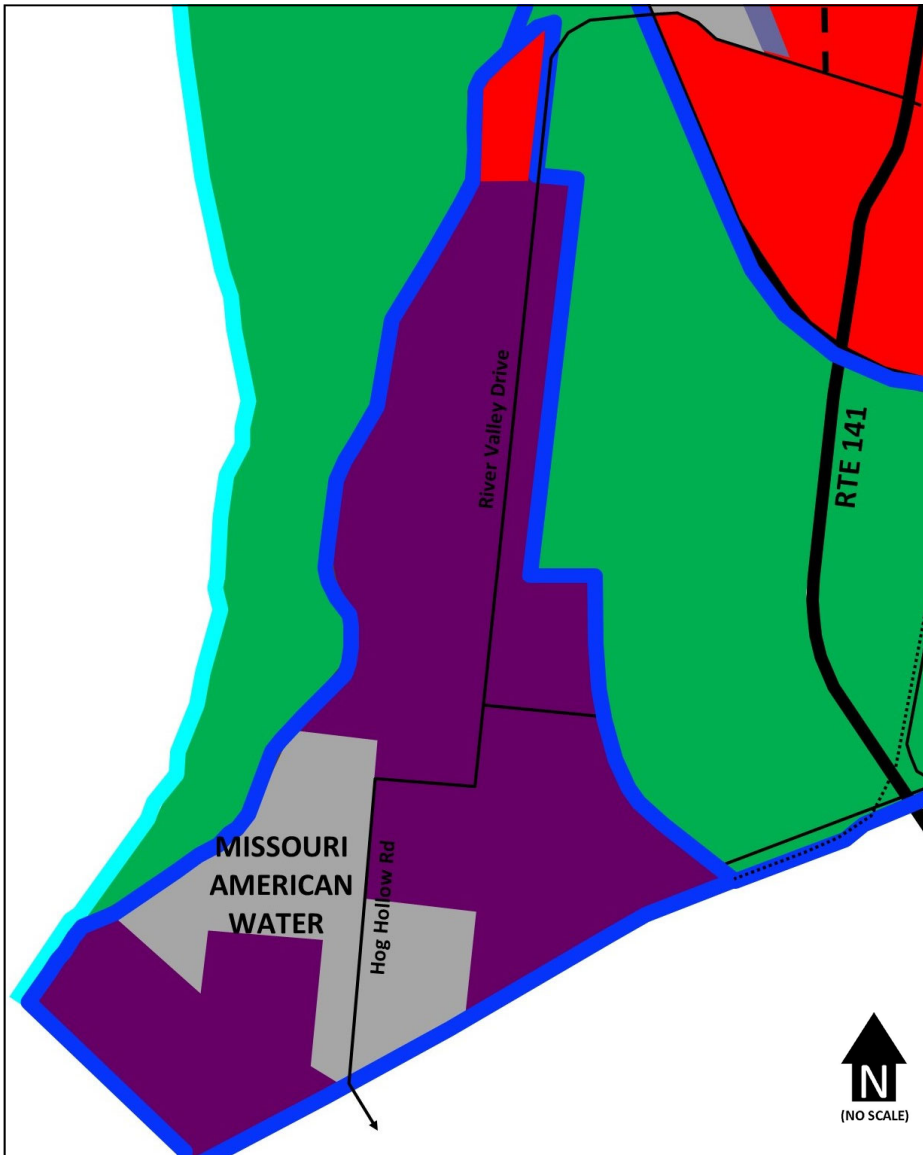 River Valley Drive
RTE 141
MISSOURI
AMERICAN
WATER
Hog Hollow Rd
N
(NO SCALE)